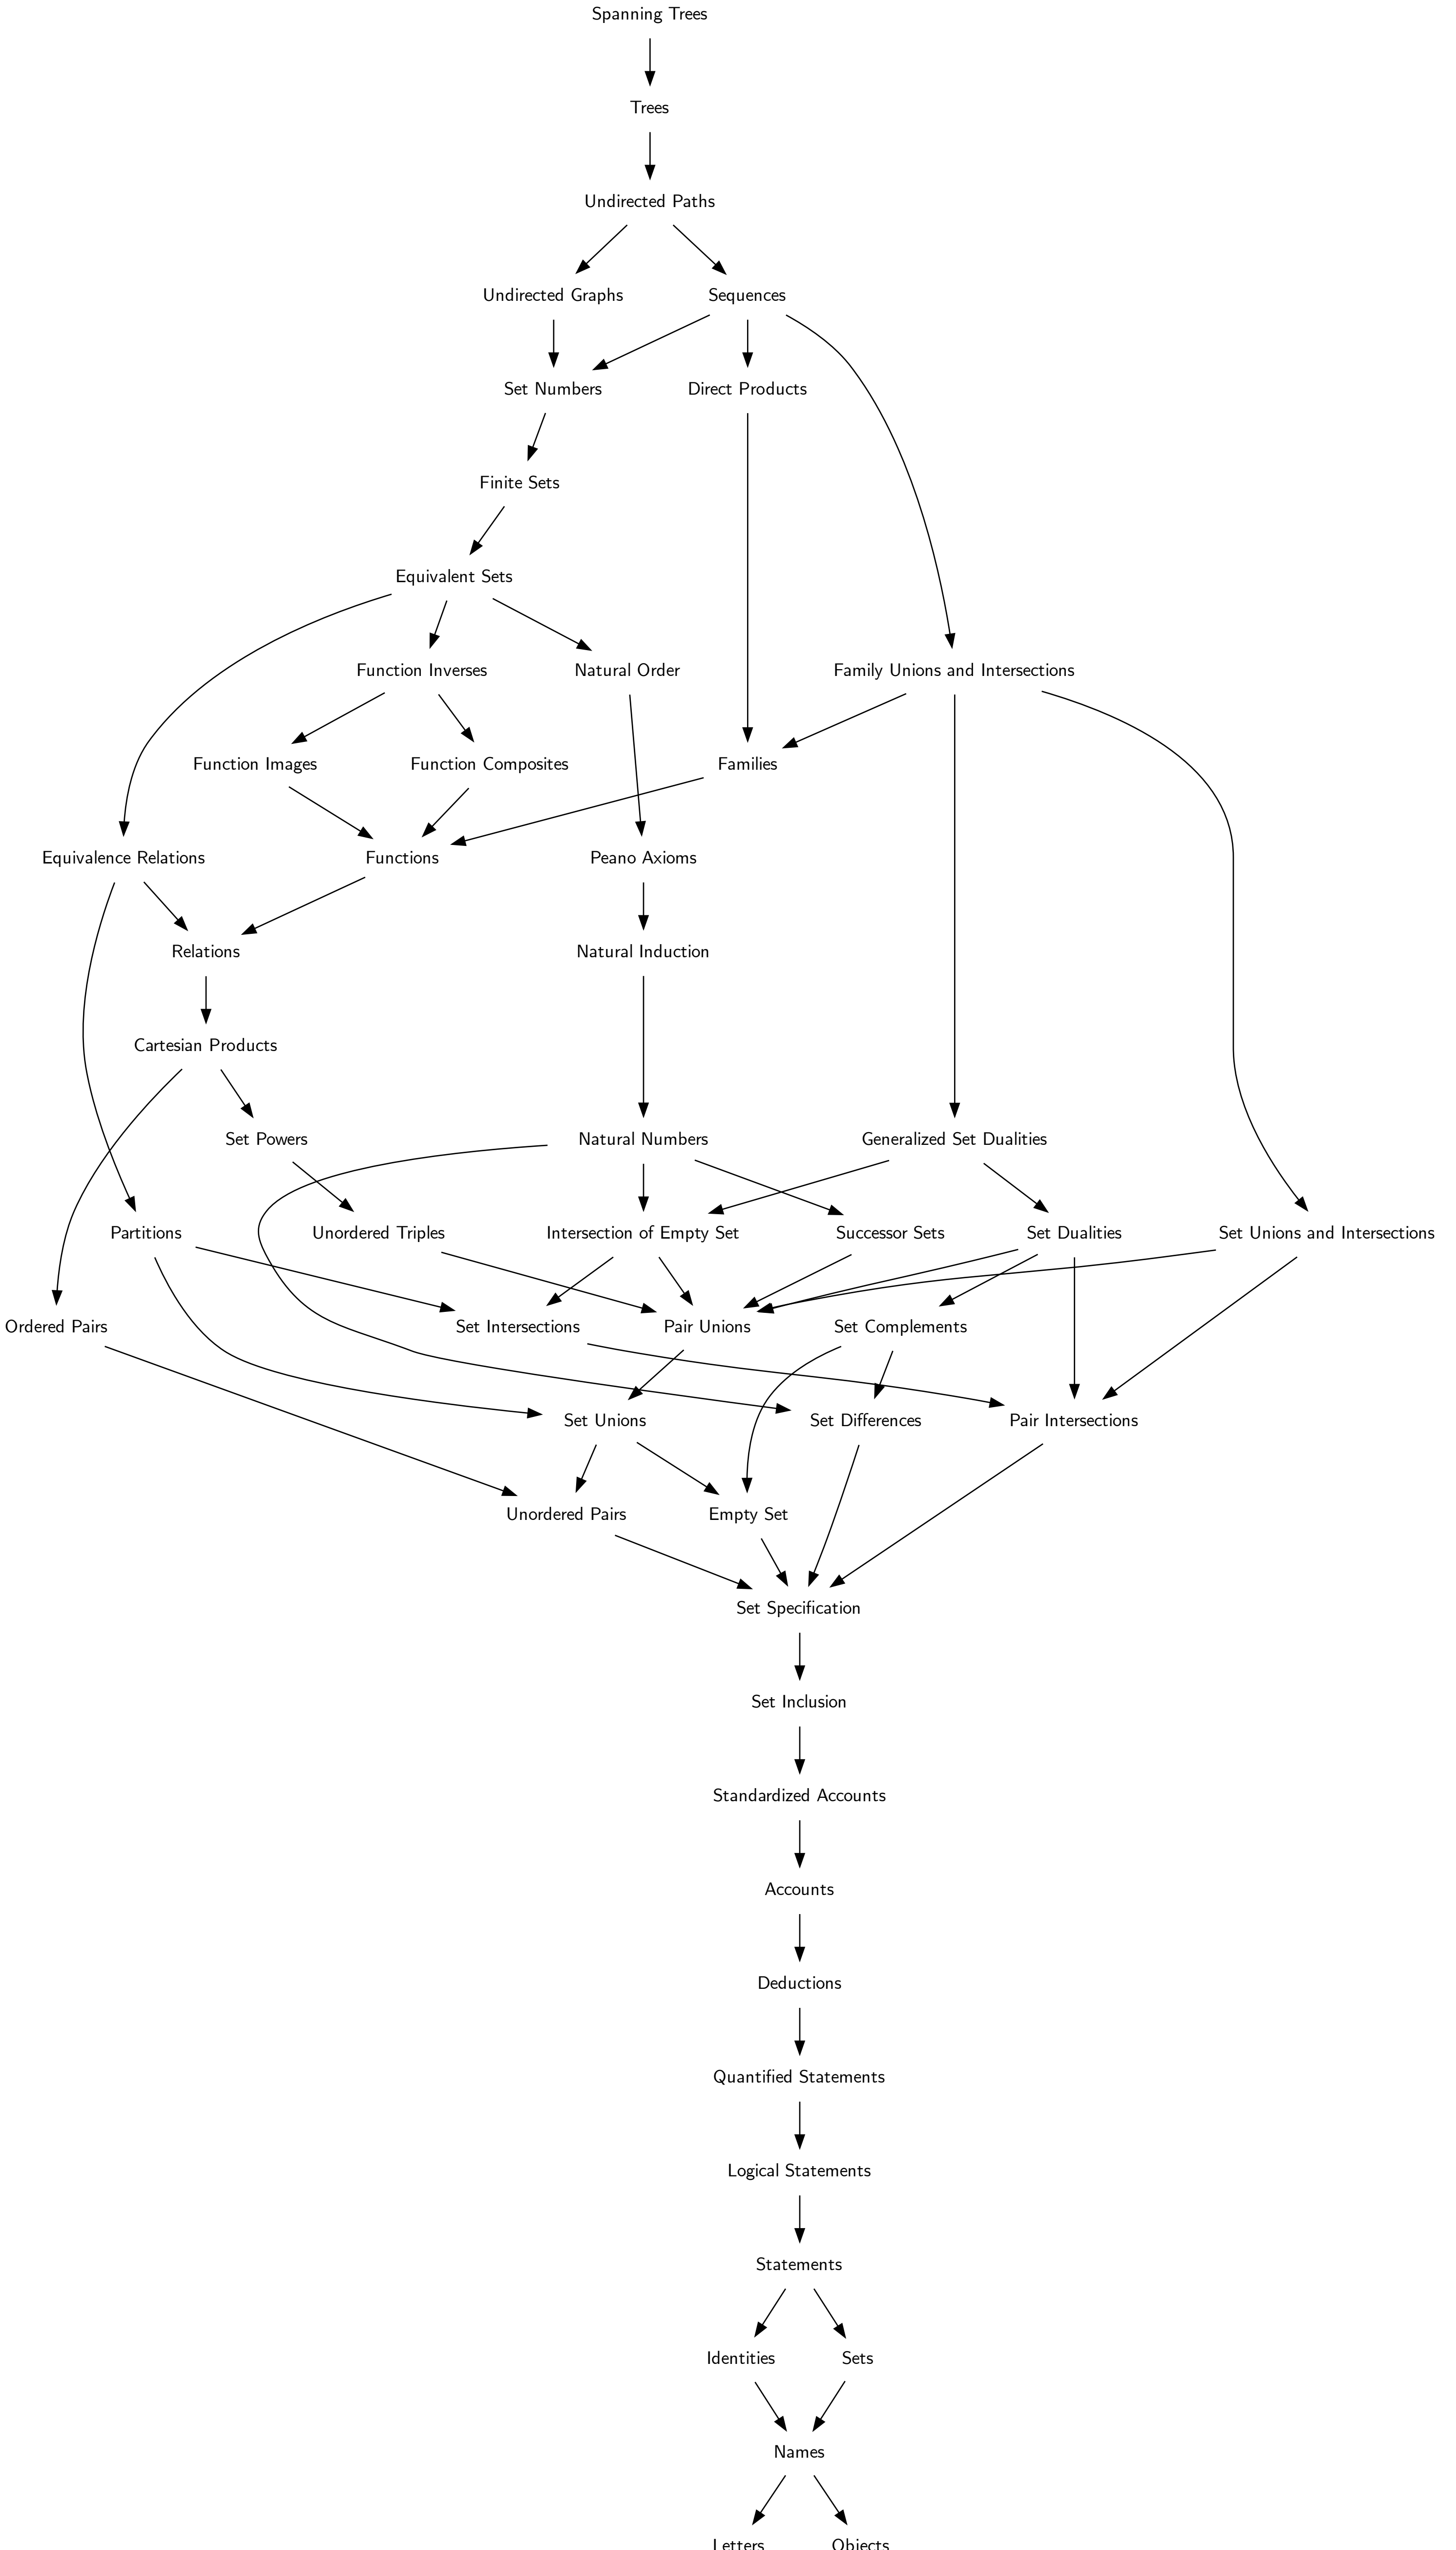 Spanning Trees
Trees
Undirected Paths
Undirected Graphs
Sequences
Set Numbers
Direct Products
Finite Sets
Equivalent Sets
Function Inverses
Natural Order
Family Unions and Intersections
Function Images
Function Composites
Families
Equivalence Relations
Functions
Peano Axioms
Relations
Natural Induction
Cartesian Products
Set Powers
Natural Numbers
Generalized Set Dualities
Partitions
Unordered Triples
Intersection of Empty Set
Successor Sets
Set Dualities
Set Unions and Intersections
Ordered Pairs
Set Intersections
Pair Unions
Set Complements
Set Unions
Set Differences
Pair Intersections
Unordered Pairs
Empty Set
Set Specification
Set Inclusion
Standardized Accounts
Accounts
Deductions
Quantified Statements
Logical Statements
Statements
Identities
Sets
Names
Letters
Objects